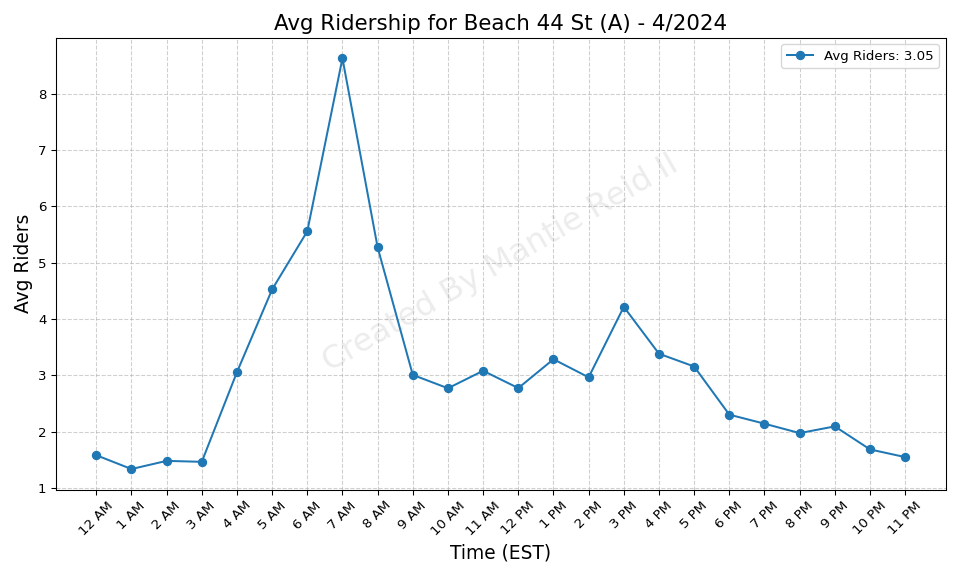 Avg Ridership for Beach 44 St (A) - 4/2024
Avg Riders: 3.05
Avg Riders
8
7
6
5
4
3
2
1
Created By Mantie Reid II
12 AM
1 AM
2 AM
3 AM
4 AM
5 AM
6 AM
7 AM
8 AM
9 AM
10 AM
11 AM
12 PM
1 PM
2 PM
3 PM
4 PM
5 PM
6 PM
7 PM
8 PM
9 PM
10 PM
11 PM
Time (EST)